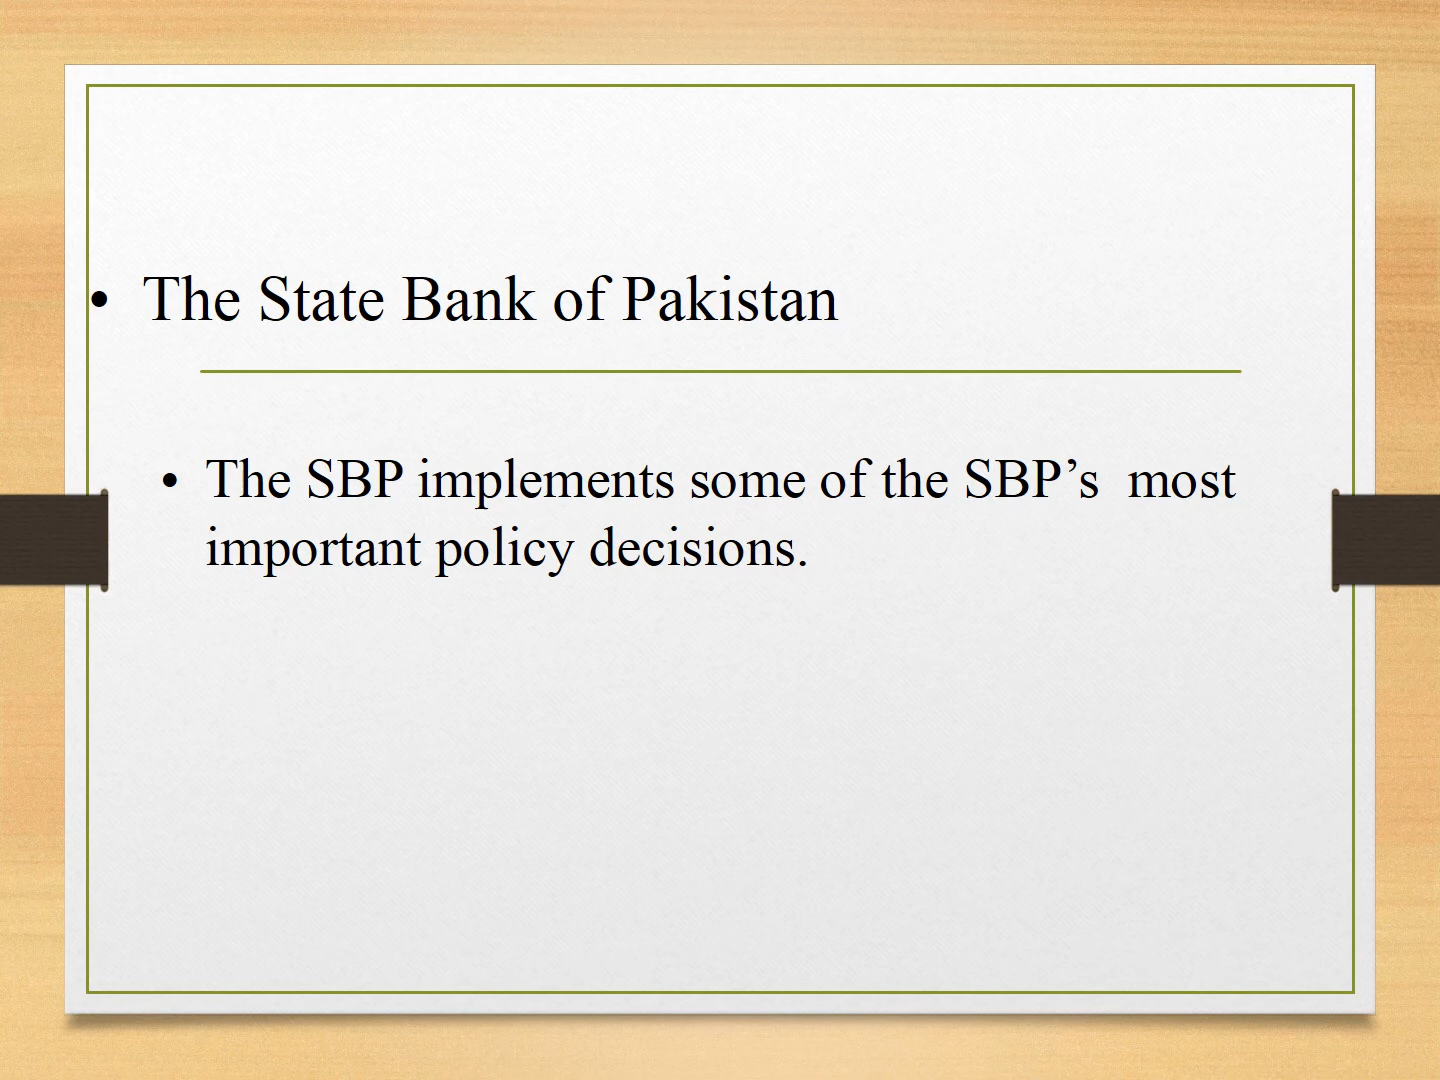 • The State Bank of Pakistan
• The SBP implements some of the SBP’s  most
important policy decisions.